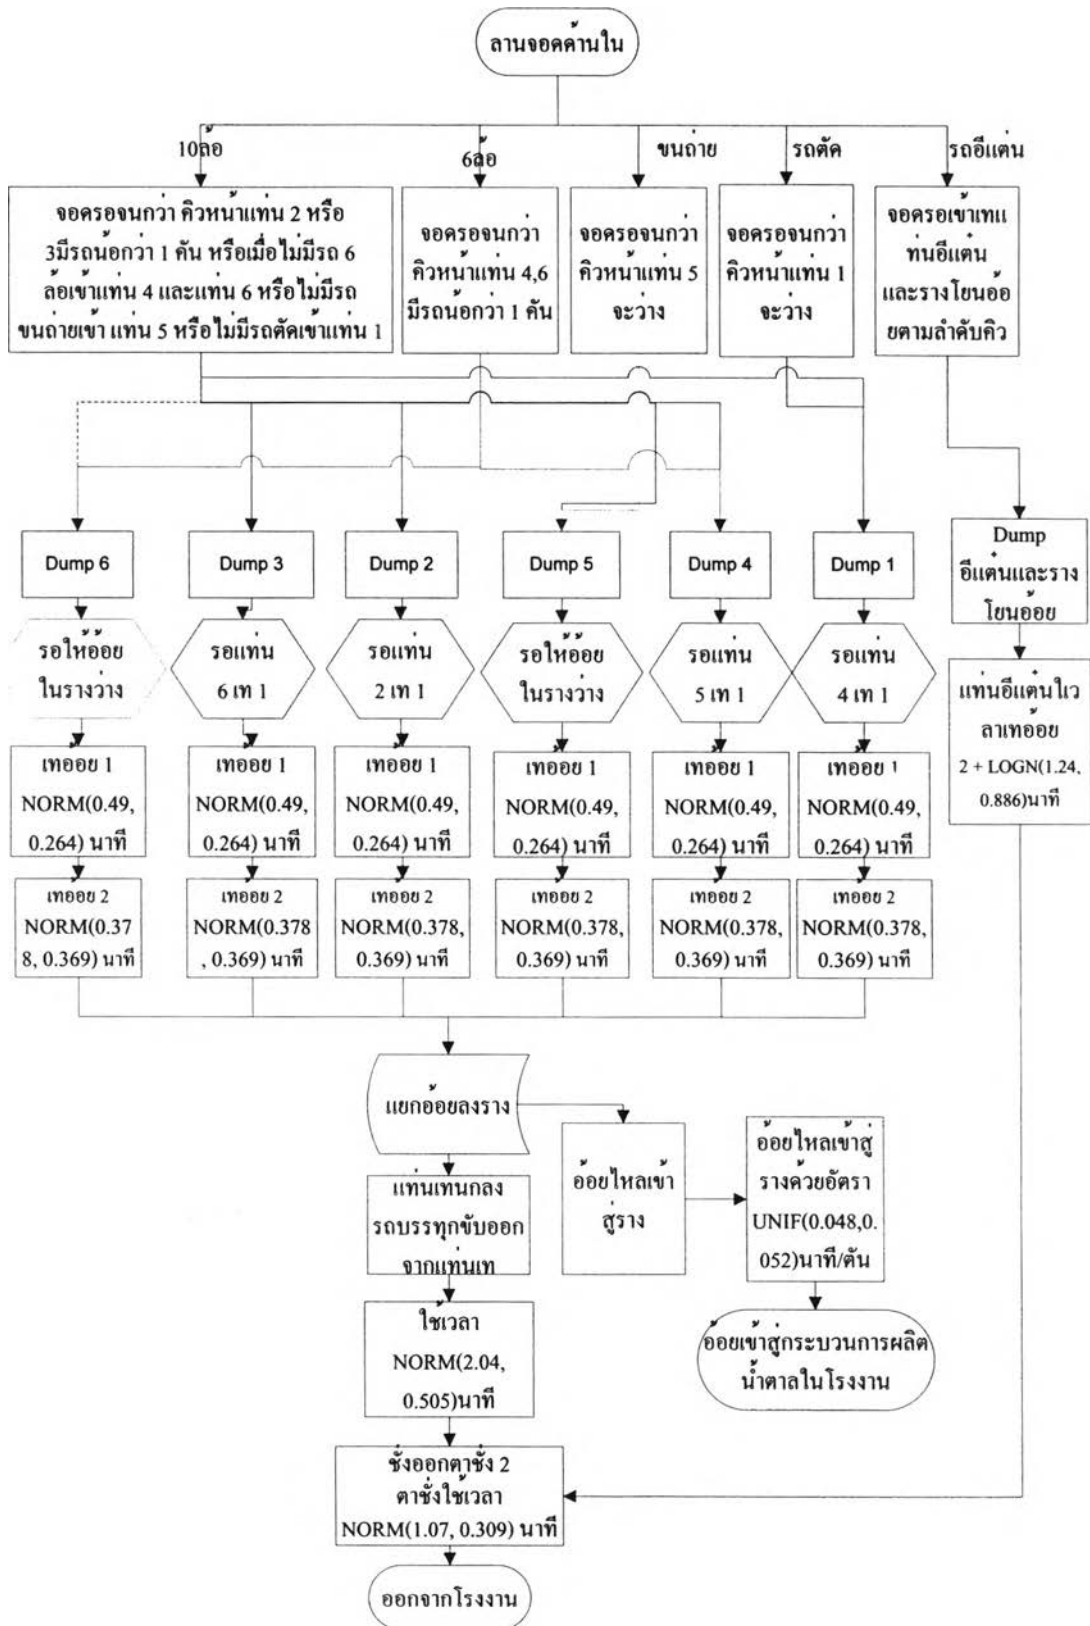 ลานจอดด้านใน
10ล้อ
6ล้อ
ขนถ่าย
รถตัด
รถอีแต่น
จอดรอจนกว่า คิวหน้าแท่น 2 หรือ
3มีรถน้อกว่า 1 คัน หรือเมื่อไม่มีรถ 6
ล้อเข้าแท่น 4 และแท่น 6 หรือไม่มีรถ
ขนถ่ายเข้า แท่น 5 หรือไม่มีรถตัดเข้าแท่น 1
จอดรอจนกว่า
คิวหน้าแท่น 4,6
มีรถน้อกว่า 1 คัน
จอดรอจนกว่า
คิวหน้าแท่น 5
จะว่าง
จอดรอจนกว่า
คิวหน้าแท่น 1
จะว่าง
จอดรอเข้าเทแ
ท่นอีแต่น
และรางโยนอ้อ
ยตามลำดับคิว
Dump 6
Dump 3
Dump 2
Dump 5
Dump 4
Dump 1
Dump
อีแต่นและราง
โยนอ้อย
รอให้อ้อย
ในรางว่าง
รอแท่น
6 เท 1
รอแท่น
2 เท 1
รอให้อ้อย
ในรางว่าง
รอแท่น
5 เท 1
รอแท่น
4 เท 1
แท่นอีแต่นใเว
ลาเทอ้อย
2 + LOGN(1.24,
0.886)นาที
เทอ้อย 1
NORM(0.49,
0.264) นาที
เทอ้อย 1
NORM(0.49,
0.264) นาที
เทอ้อย 1
NORM(0.49,
0.264) นาที
เทอ้อย 1
NORM(0.49,
0.264) นาที
เทอ้อย 1
NORM(0.49,
0.264) นาที
เทอ้อย 1
NORM(0.49,
0.264) นาที
เทออย 2
NORM(0.37
8, 0.369) นาที
เทออย 2
NORM(0.378
, 0.369) นาที
เทออย 2
NORM(0.378,
0.369) นาที
เทออย 2
NORM(0.378,
0.369) นาที
เทออย 2
NORM(0.378,
0.369) นาที
เทออย 2
NORM(0.378,
0.369) นาที
แยกอ้อยลงราง
แท่นเทนกลง
รถบรรทุกขับออก
จากแท่นเท
อ้อยไหลเข้า
สู่ราง
อ้อยไหลเข้าสู่
รางด้วยอัตรา
UNIF(0.048,0.
052)นาที/ตัน
ใช้เวลา
NORM(2.04,
0.505)นาที
อ้อยเข้าสู่กระบวนการผลิต
น้ำตาลในโรงงาน
ชั่งออกตาชั่ง 2
ตาชั่งใช้เวลา
NORM(1.07, 0.309) นาที
ออกจากโรงงาน